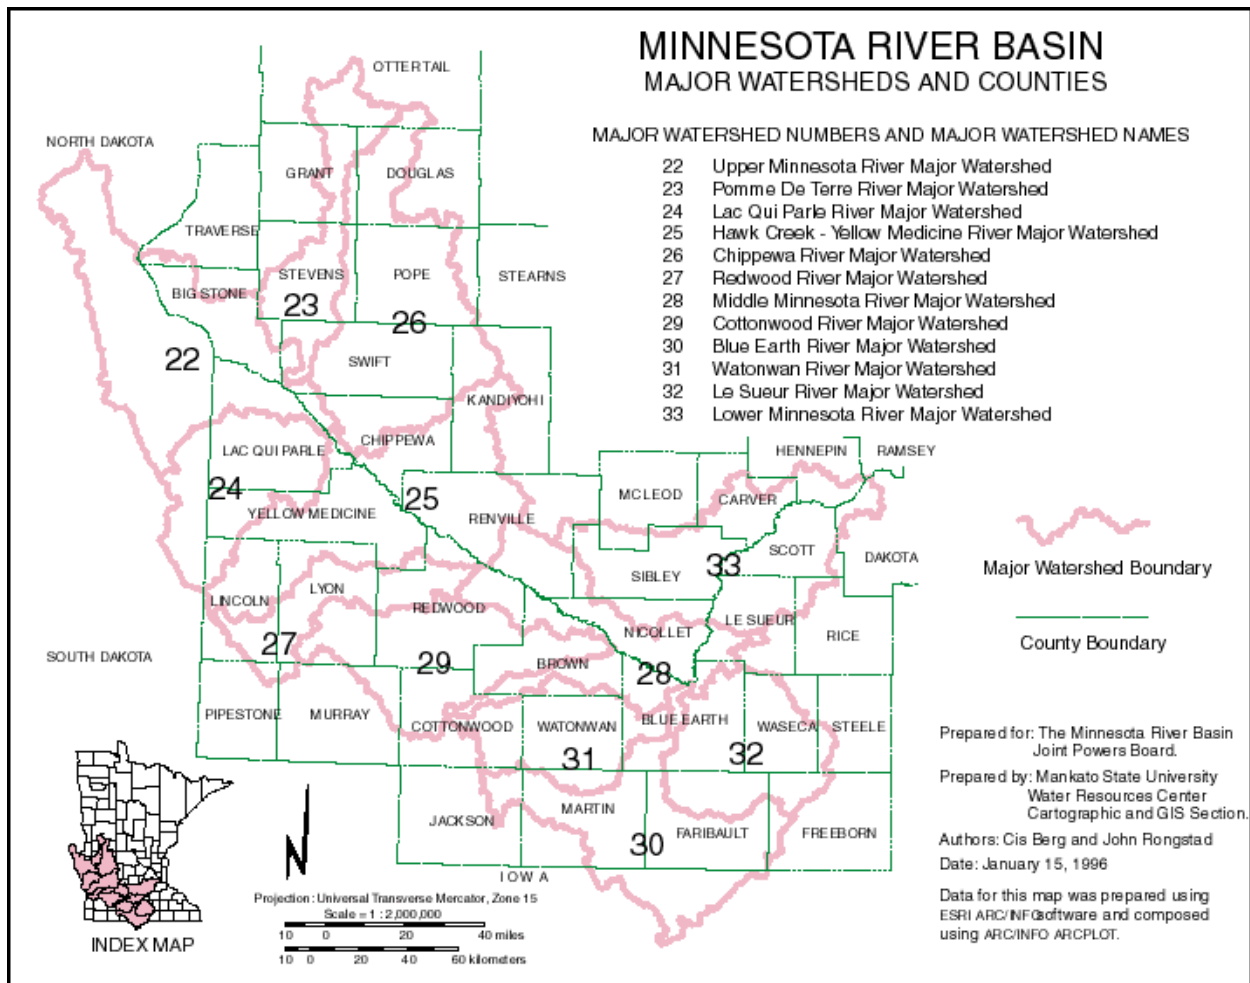 MINNESOTA RIVER BASIN
MAJOR WATERSHEDS AND COUNTIES
MAJOR WATERSHED NUMBERS AND MAJOR WATERSHED NAMES
22 Upper Minnesota River Major Watershed
23 Pomme De Terre River Major Watershed
24 Lac Qui Parle River Major Watershed
25 Hawk Creek - Yellow Medicine River Major Watershed
26 Chippewa River Major Watershed
27 Redwood River Major Watershed
28 Middle Minnesota River Major Watershed
29 Cottonwood River Major Watershed
30 Blue Earth River Major Watershed
31 Watonwan River Major Watershed
32 Le Sueur River Major Watershed
33 Lower Minnesota River Major Watershed
OTTERTAIL
NORTH DAKOTA
GRANT
DOUGLAS
TRAVERSE
STEVENS
POPE
STEARNS
BIG STONE
23
26
22
SWIFT
KANDIYOHI
CHIPPEWA
LAC QUI PARLE
HENNEPIN
RAMSEY
24
25
MCLEOD
CARVER
YELLOW MEDICINE
RENVILLE
SCOTT
DAKOTA
33
SIBLEY
LYON
LINCOLN
REDWOOD
LE SUEUR
NICOLLET
RICE
27
SOUTH DAKOTA
29
BROWN
28
PIPESTONE
MURRAY
COTTONWOOD
WATONWAN
BLUE EARTH
WASECA
STEELE
31
32
MARTIN
JACKSON
30
FARIBAULT
FREEBORN
IOWA
Major Watershed Boundary
County Boundary
Prepared for: The Minnesota River Basin
Joint Powers Board.
Prepared by: Mankato State University
Water Resources Center
Cartographic and GIS Section.
Authors: Cis Berg and John Rongstad
Date: January 15, 1996
Data for this map was prepared using
ESRI ARC/INFO software and composed
using ARC/INFO ARCPLOT.
N
Projection: Universal Transverse Mercator, Zone 15
Scale = 1 : 2,000,000
10 0 20 40 miles
10 0 20 40 60 kilometers
INDEX MAP